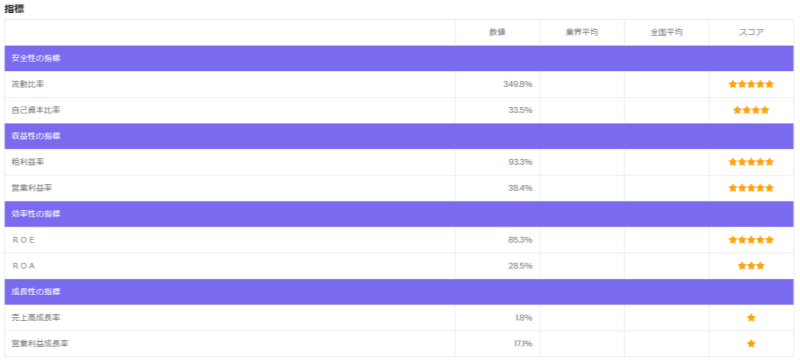 指標
数値 業界平均 全国平均 スコア
安全性の指標
流動比率 349.8% ★★★★★
自己資本比率 33.5% ★★★★
収益性の指標
粗利益率 93.3% ★★★★★
営業利益率 38.4% ★★★★★
効率性の指標
ＲＯＥ 85.3% ★★★★★
ＲＯＡ 28.5% ★★★
成長性の指標
売上高成長率 1.8% ★
営業利益成長率 17.1% ★